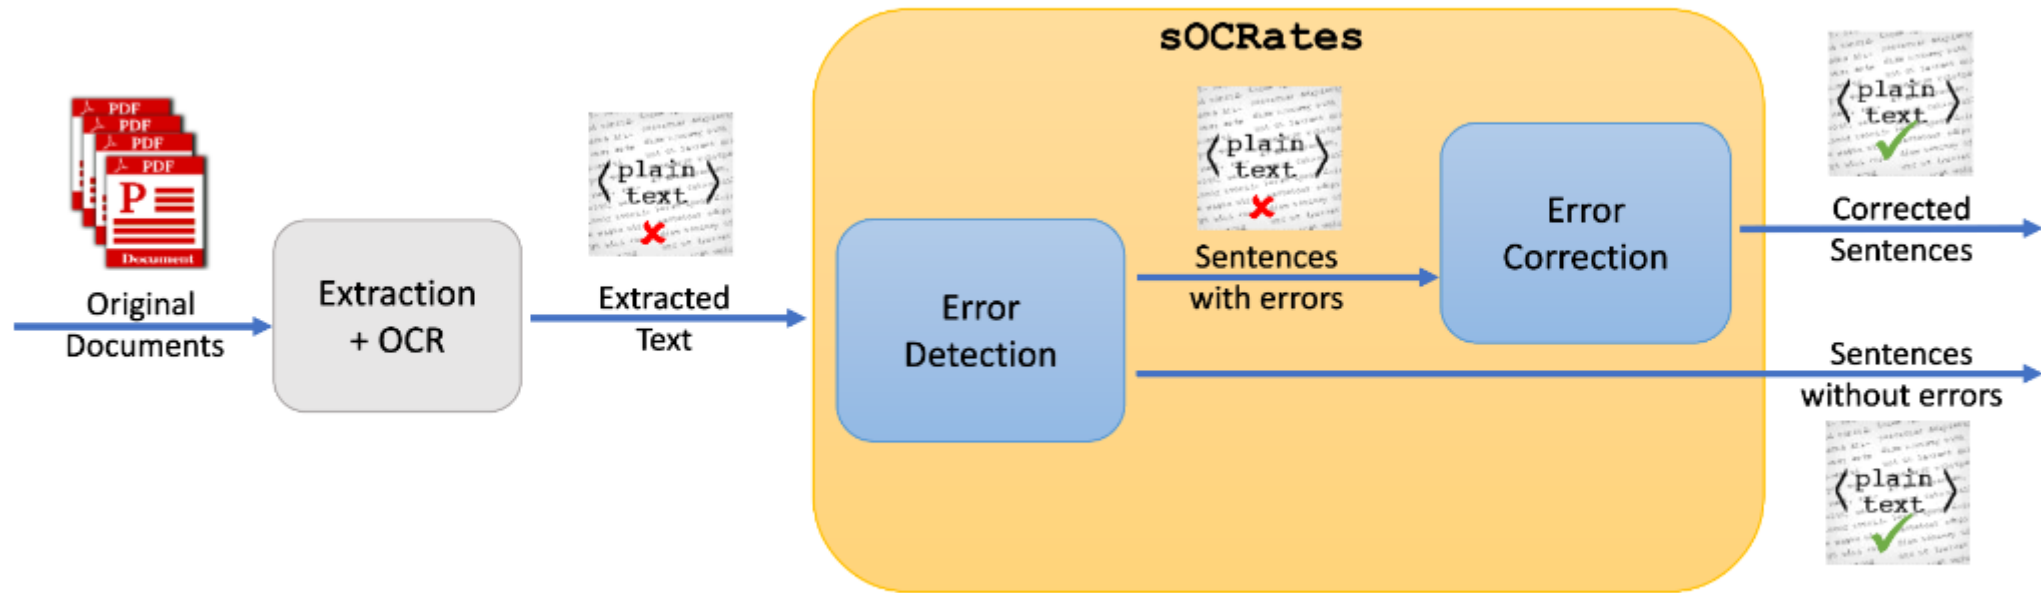 sOCRates
PDF
PDF
PDF
PDF
P
Document
Original
Documents
Extraction
+ OCR
plain
text
Extracted
Text
Error
Detection
plain
text
Sentences
with errors
Error
Correction
plain
text
Corrected
Sentences
Sentences
without errors
plain
text